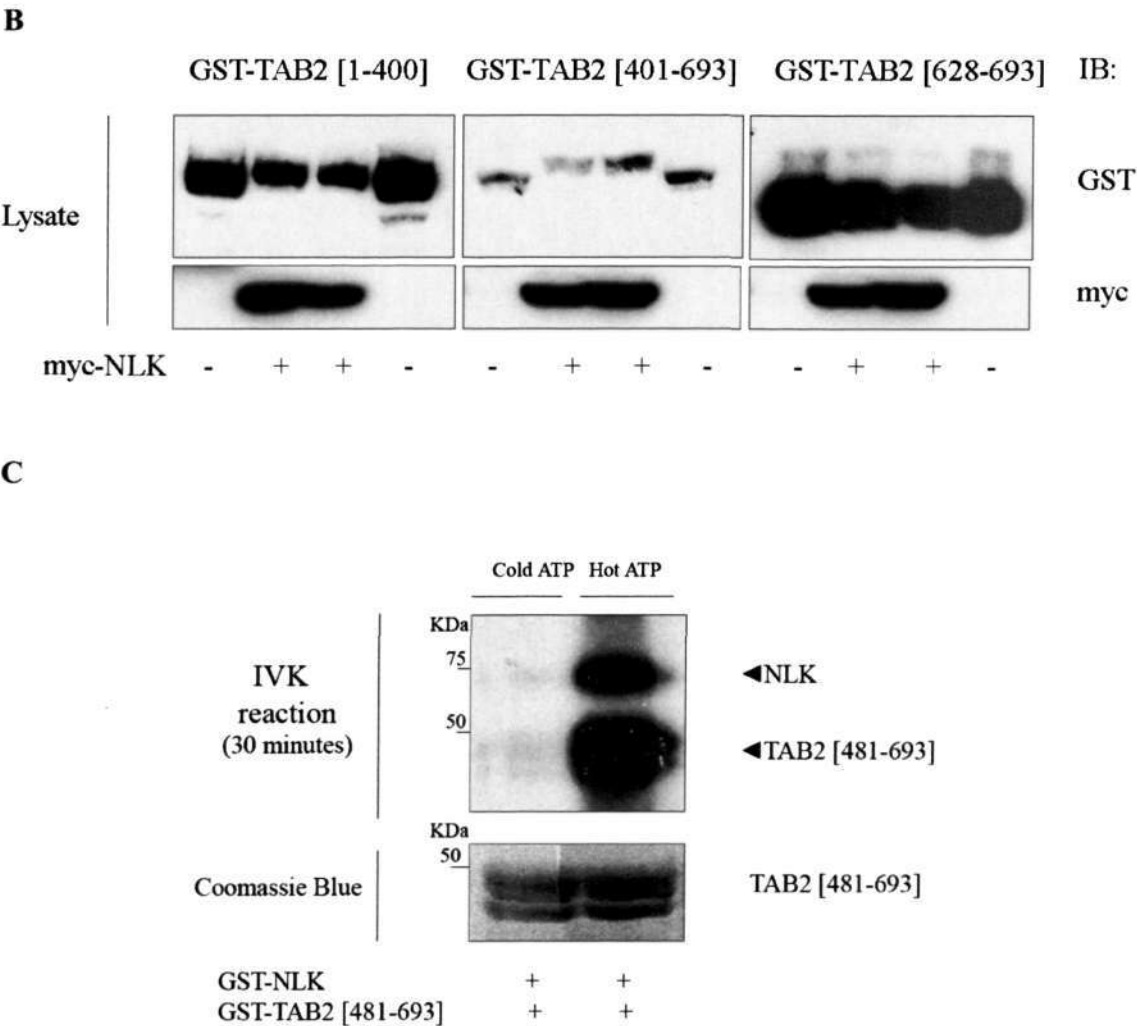 B
GST-TAB2 [1-400] GST-TAB2 [401-693] GST-TAB2 [628-693] IB:
GST
Lysate
myc
myc-NLK - + + - - + + - - + + -
C
Cold ATP Hot ATP
KDa
75
IVK
reaction
(30 minutes)
NLK
50
TAB2 [481-693]
KDa
50
Coomassie Blue
TAB2 [481-693]
GST-NLK + +
GST-TAB2 [481-693] + +